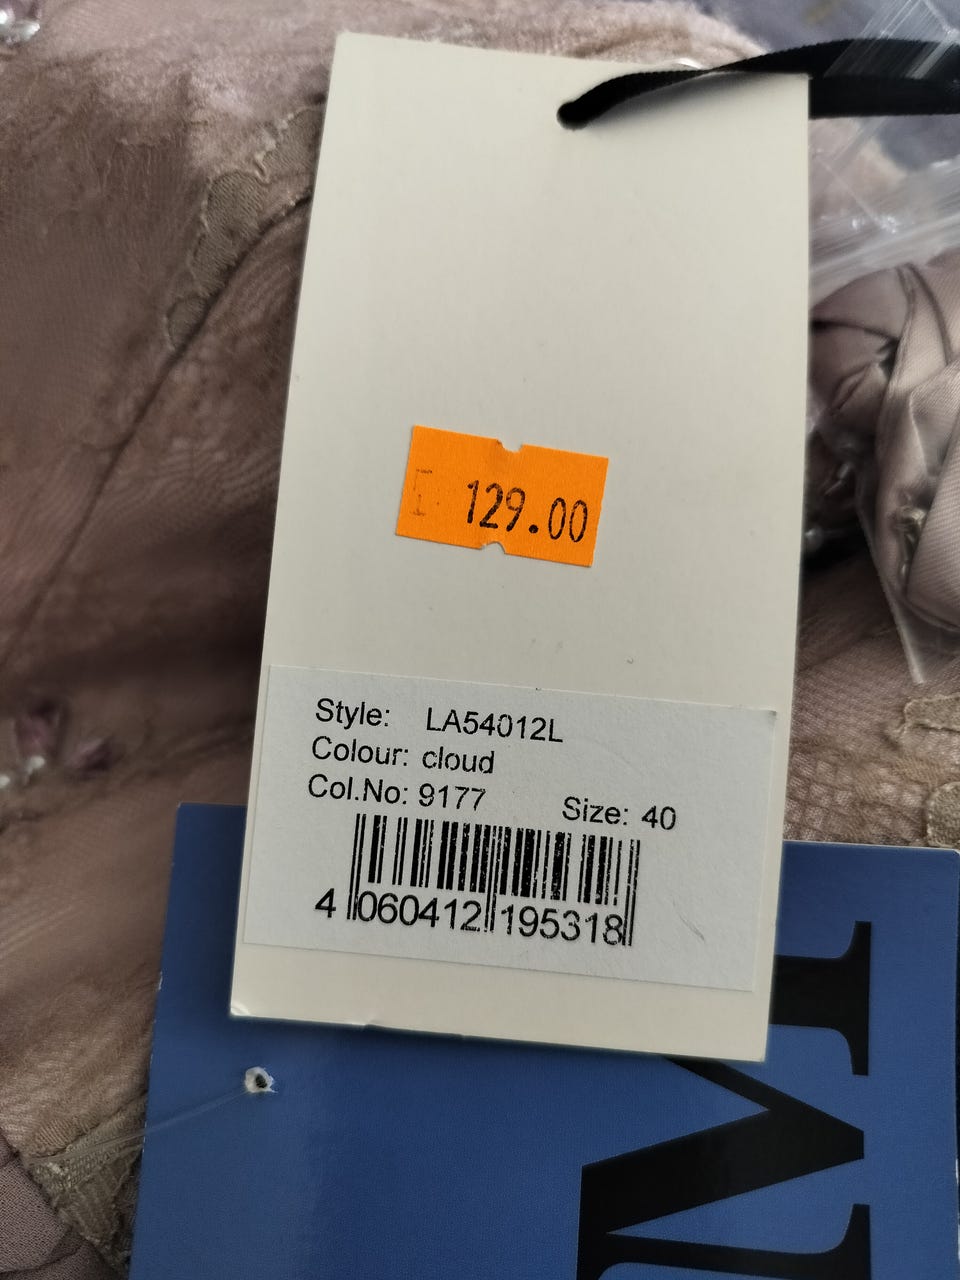 129.00
Style: LA54012L
Colour: cloud
Col.No: 9177 Size: 40
4 060412 195318
M